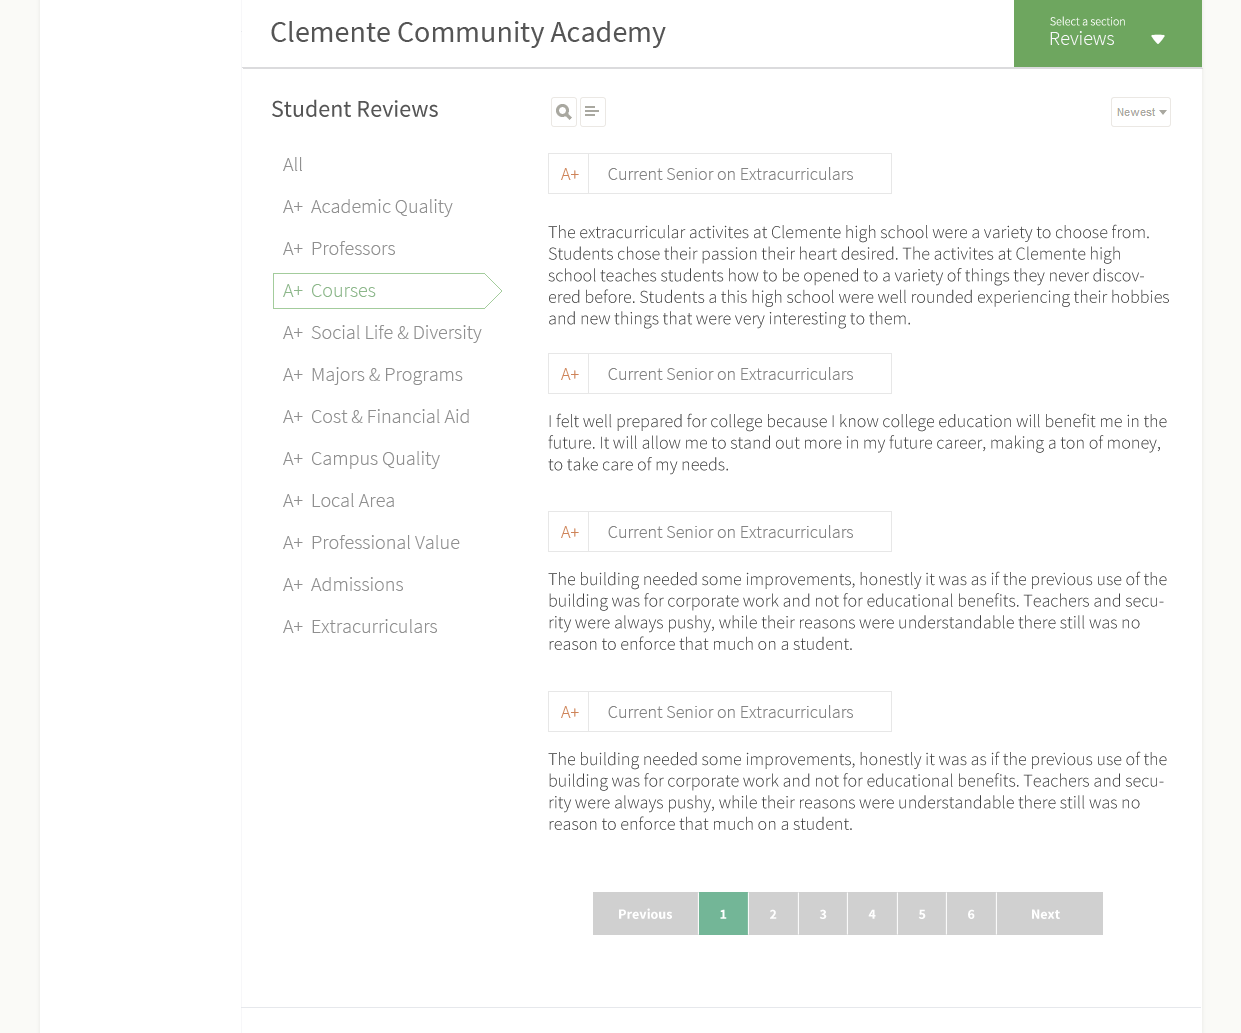 Clemente Community Academy
Select a section
Reviews
Student Reviews
Newest
All
A+ Academic Quality
A+ Professors
A+ Courses
A+ Social Life & Diversity
A+ Majors & Programs
A+ Cost & Financial Aid
A+ Campus Quality
A+ Local Area
A+ Professional Value
A+ Admissions
A+ Extracurriculars
A+ Current Senior on Extracurriculars
The extracurricular activites at Clemente high school were a variety to choose from.
Students chose their passion their heart desired. The activites at Clemente high
school teaches students how to be opened to a variety of things they never discov-
ered before. Students a this high school were well rounded experiencing their hobbies
and new things that were very interesting to them.
A+ Current Senior on Extracurriculars
I felt well prepared for college because I know college education will benefit me in the
future. It will allow me to stand out more in my future career, making a ton of money,
to take care of my needs.
A+ Current Senior on Extracurriculars
The building needed some improvements, honestly it was as if the previous use of the
building was for corporate work and not for educational benefits. Teachers and secu-
rity were always pushy, while their reasons were understandable there still was no
reason to enforce that much on a student.
A+ Current Senior on Extracurriculars
The building needed some improvements, honestly it was as if the previous use of the
building was for corporate work and not for educational benefits. Teachers and secu-
rity were always pushy, while their reasons were understandable there still was no
reason to enforce that much on a student.
Previous 1 2 3 4 5 6 Next